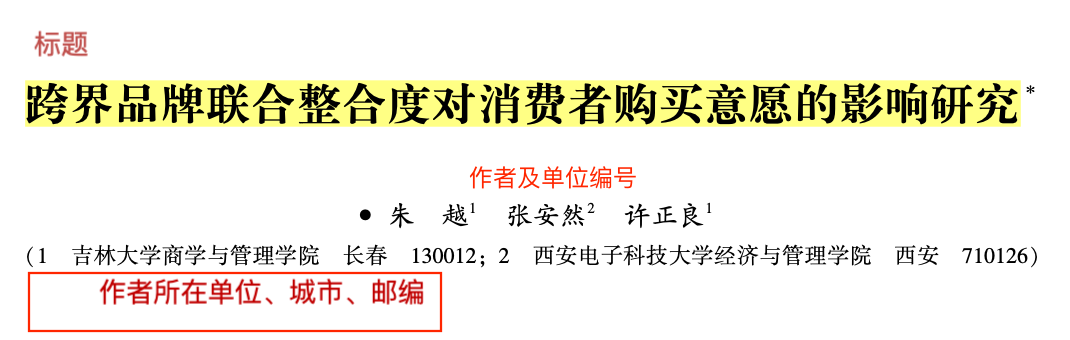 标题
跨界品牌联合整合度对消费者购买意愿的影响研究*
作者及单位编号
● 朱　越1　张安然2　许正良1
(1　吉林大学商学与管理学院　长春　130012；2　西安电子科技大学经济与管理学院　西安　710126)
作者所在单位、城市、邮编